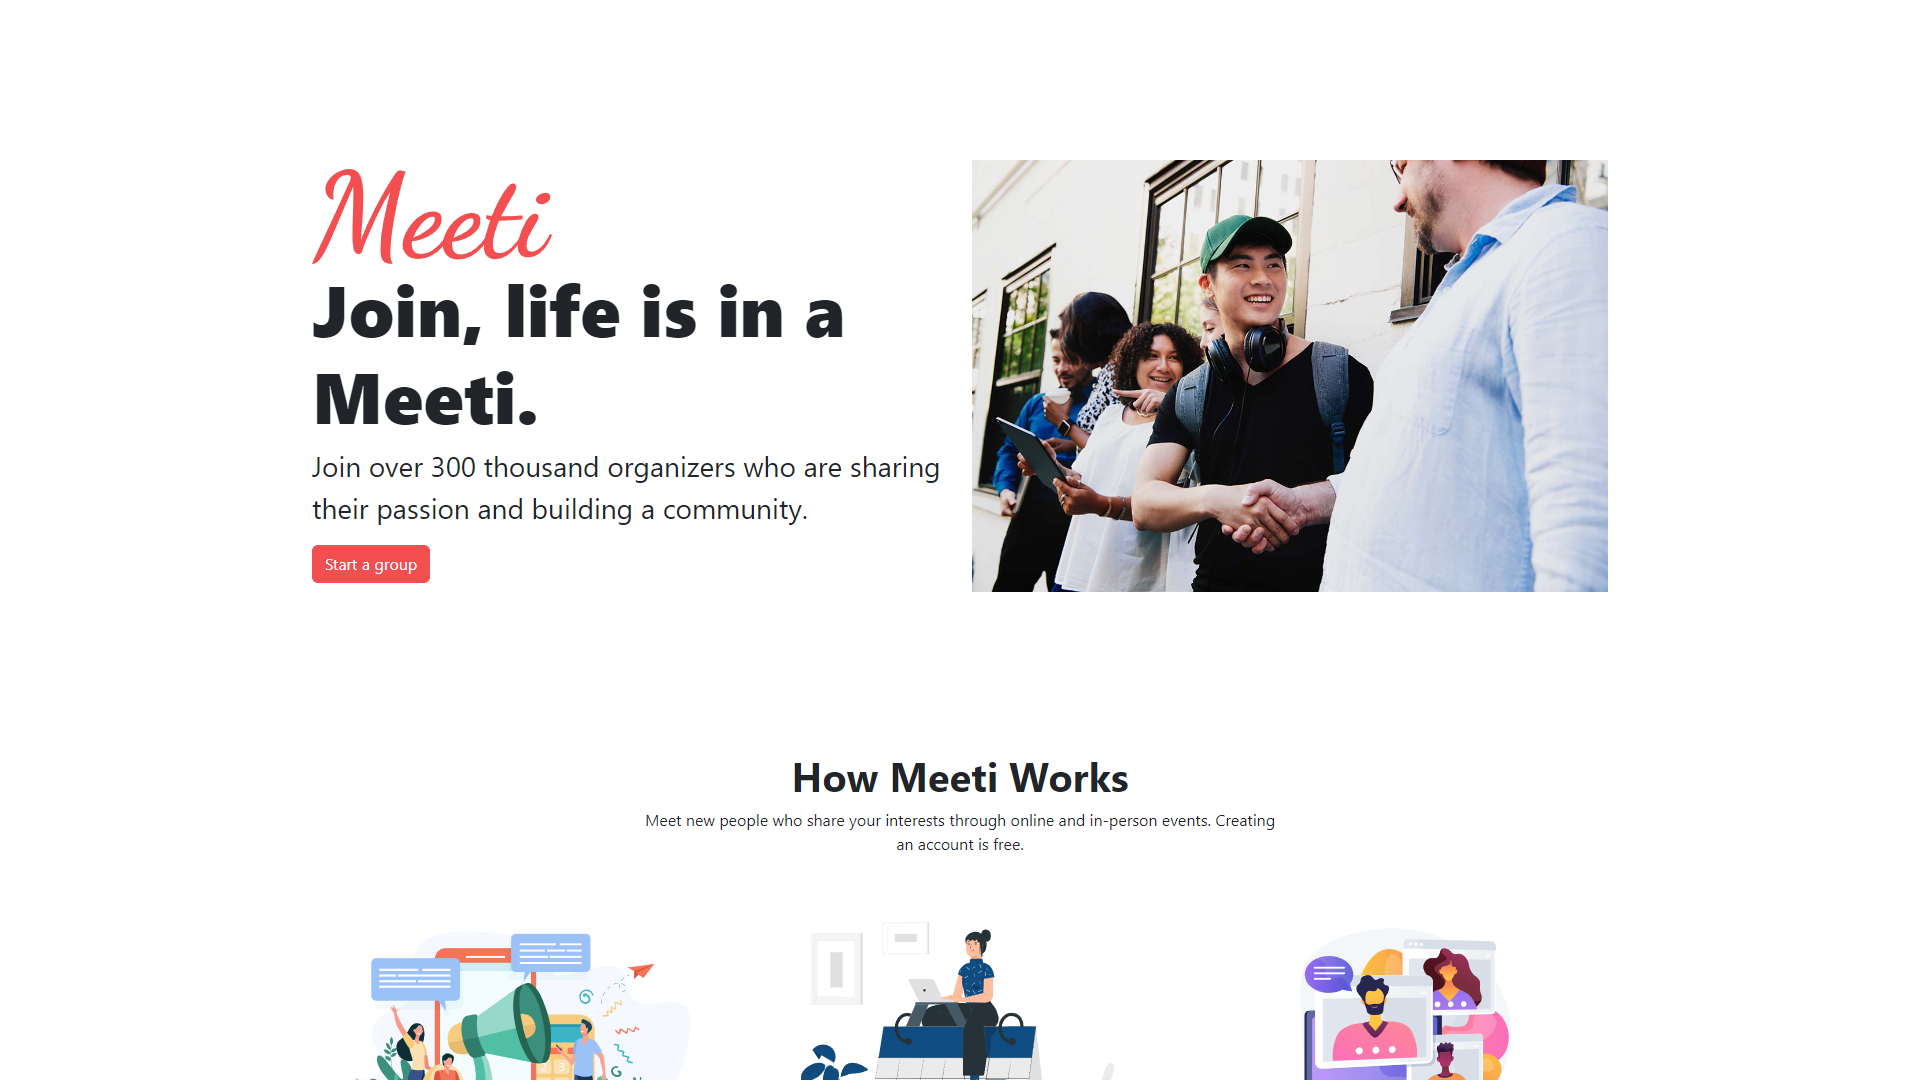 Meeti
Join, life is in a
Meeti.
Join over 300 thousand organizers who are sharing
their passion and building a community.
Start a group
How Meeti Works
Meet new people who share your interests through online and in-person events. Creating
an account is free.
2 3